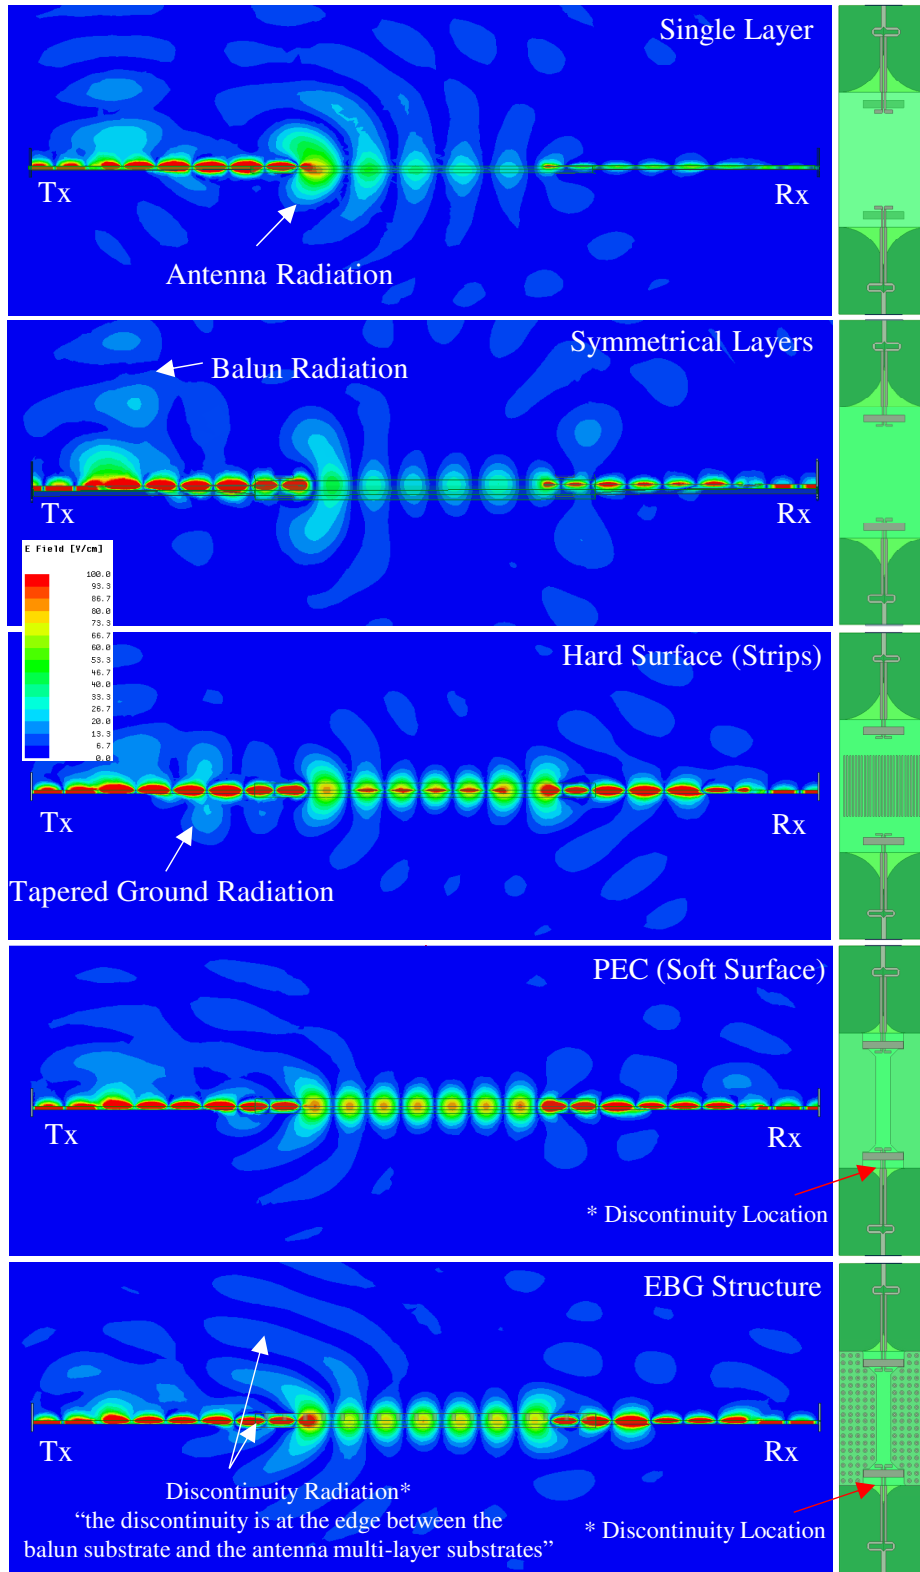 Single Layer
Tx
Rx
Antenna Radiation
Symmetrical Layers
Balun Radiation
Tx
Rx
E Field [V/cm]
100.0
93.3
86.7
80.0
73.3
66.7
60.0
53.3
46.7
40.0
33.3
26.7
20.0
13.3
6.7
0.0
Hard Surface (Strips)
Tx
Rx
Tapered Ground Radiation
PEC (Soft Surface)
Tx
Rx
* Discontinuity Location
EBG Structure
Tx
Rx
Discontinuity Radiation*
“the discontinuity is at the edge between the
balun substrate and the antenna multi-layer substrates”
* Discontinuity Location